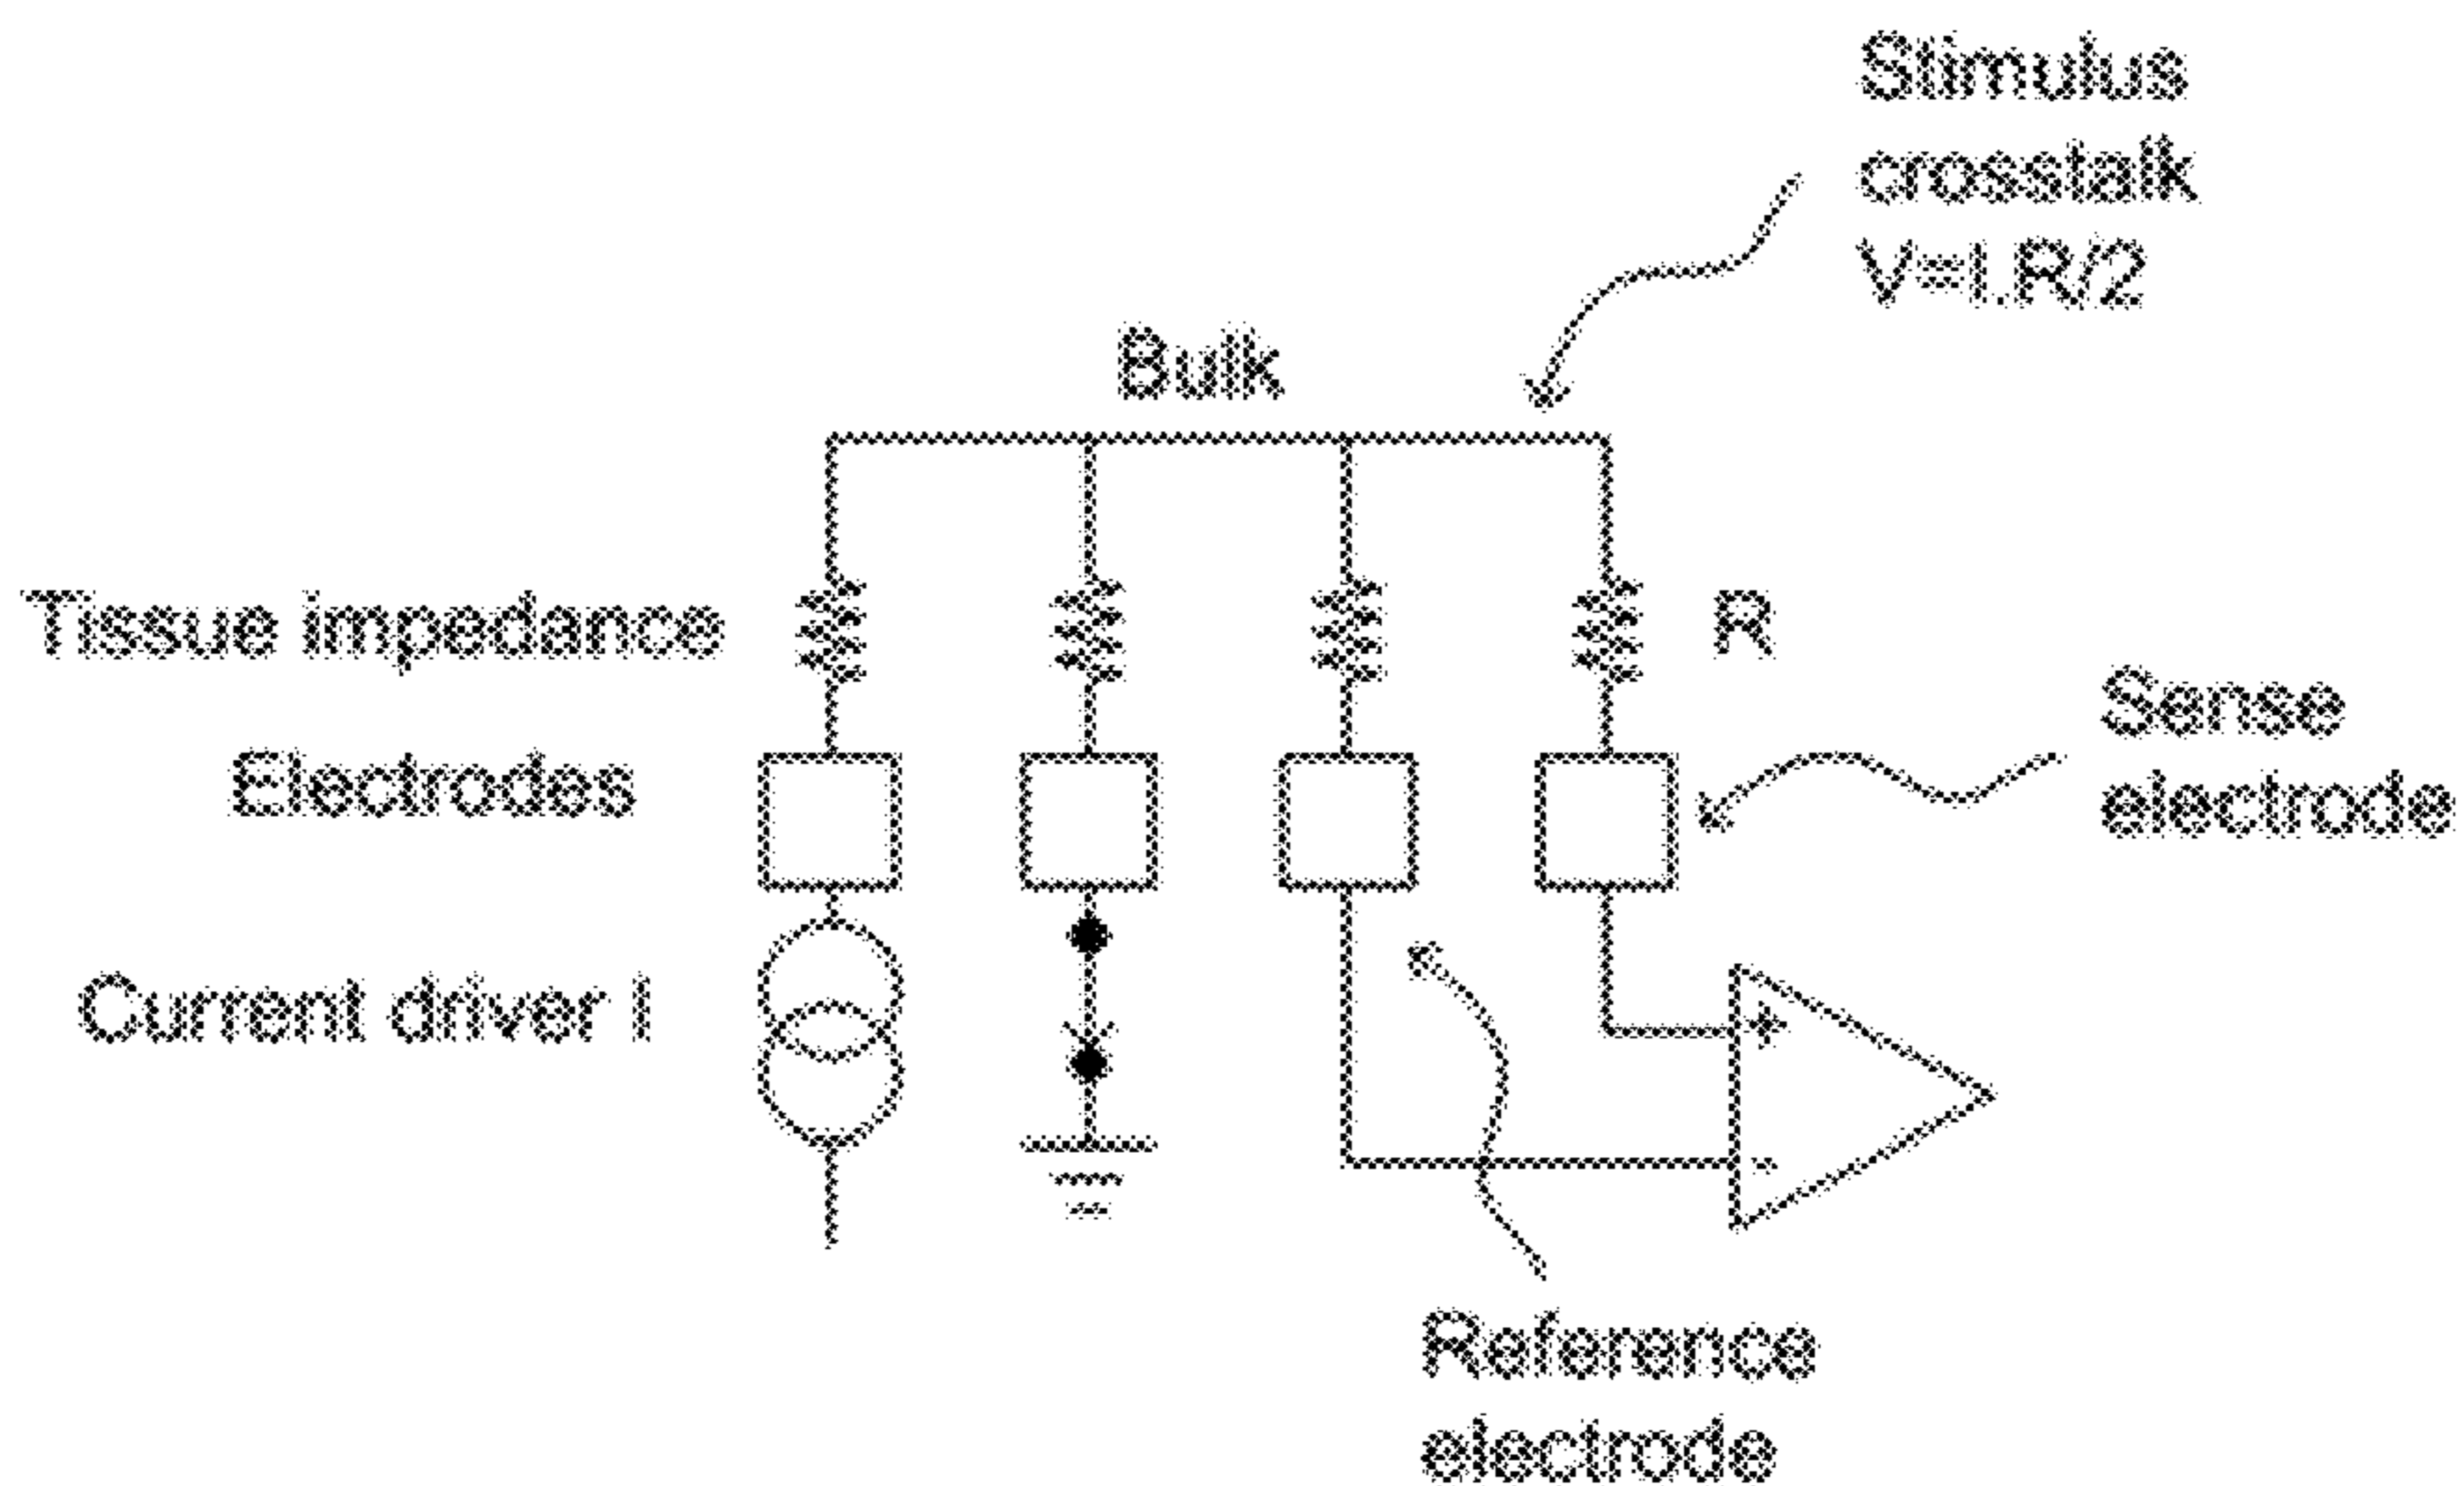 Stimulus
crosstalk
V=I.R/2
Bulk
Tissue impedance
R
Sense
electrode
Electrodes
Current driver I
+
-
Reference
electrode